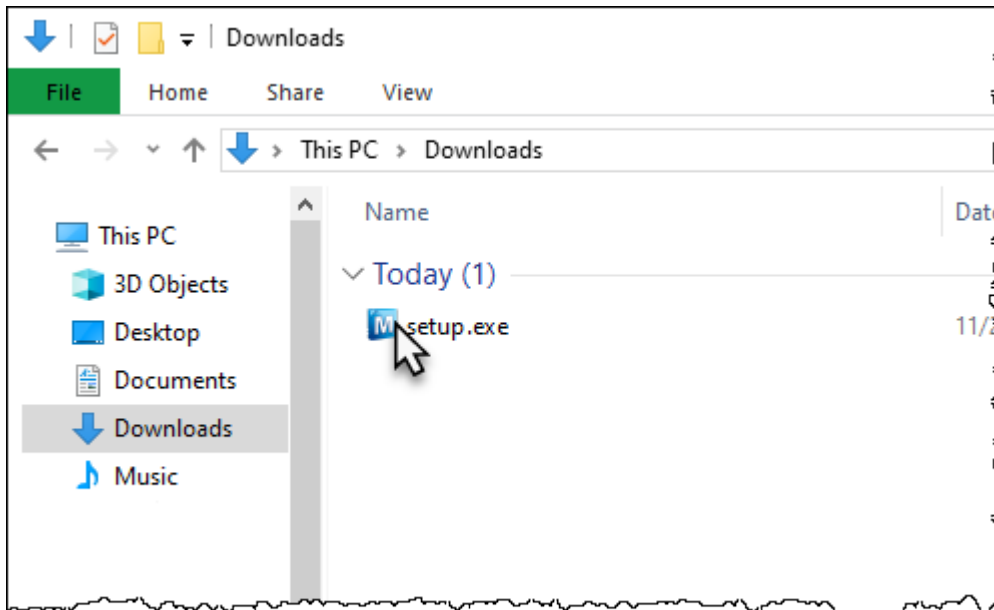 Downloads
File Home Share View
This PC > Downloads
Name
This PC
3D Objects
Desktop
Documents
Downloads
Music
Today (1)
M setup.exe